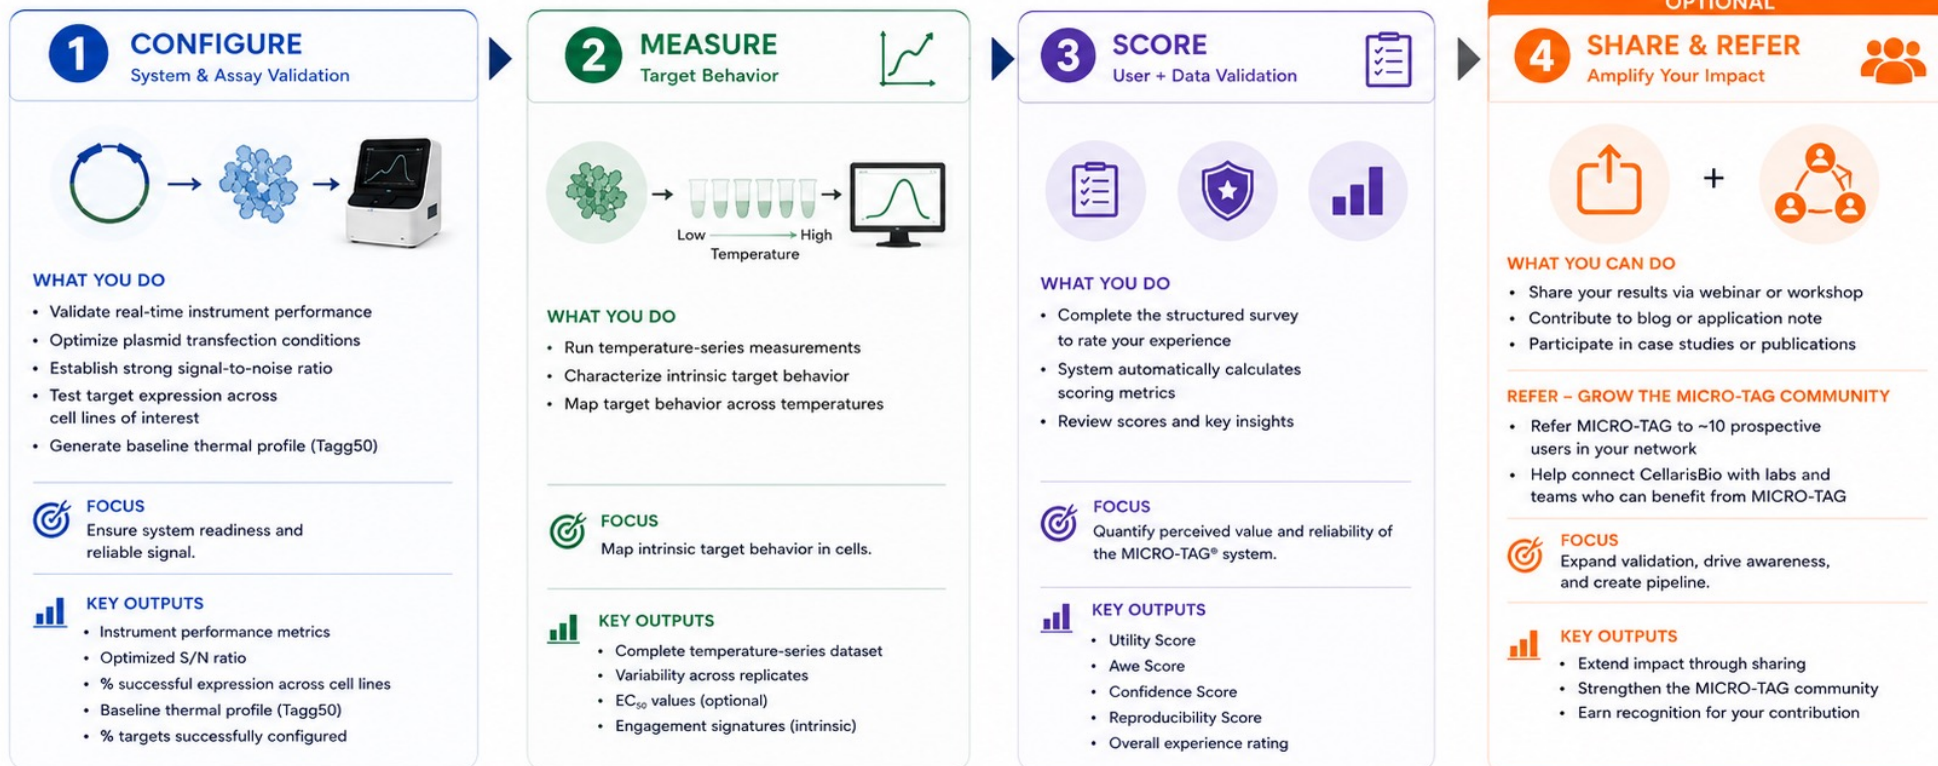 1
CONFIGURE
System & Assay Validation
WHAT YOU DO
• Validate real-time instrument performance
• Optimize plasmid transfection conditions
• Establish strong signal-to-noise ratio
• Test target expression across
cell lines of interest
• Generate baseline thermal profile (Tagg50)
FOCUS
Ensure system readiness and
reliable signal.
KEY OUTPUTS
• Instrument performance metrics
• Optimized S/N ratio
• % successful expression across cell lines
• Baseline thermal profile (Tagg50)
• % targets successfully configured
2
MEASURE
Target Behavior
Low High
Temperature
WHAT YOU DO
• Run temperature-series measurements
• Characterize intrinsic target behavior
• Map target behavior across temperatures
FOCUS
Map intrinsic target behavior in cells.
KEY OUTPUTS
• Complete temperature-series dataset
• Variability across replicates
• EC₅₀ values (optional)
• Engagement signatures (intrinsic)
3
SCORE
User + Data Validation
WHAT YOU DO
• Complete the structured survey
to rate your experience
• System automatically calculates
scoring metrics
• Review scores and key insights
FOCUS
Quantify perceived value and reliability of
the MICRO-TAG® system.
KEY OUTPUTS
• Utility Score
• Awe Score
• Confidence Score
• Reproducibility Score
• Overall experience rating
OPTIONAL
4
SHARE & REFER
Amplify Your Impact
+
WHAT YOU CAN DO
• Share your results via webinar or workshop
• Contribute to blog or application note
• Participate in case studies or publications
REFER – GROW THE MICRO-TAG COMMUNITY
• Refer MICRO-TAG to ~10 prospective
users in your network
• Help connect CellarisBio with labs and
teams who can benefit from MICRO-TAG
FOCUS
Expand validation, drive awareness,
and create pipeline.
KEY OUTPUTS
• Extend impact through sharing
• Strengthen the MICRO-TAG community
• Earn recognition for your contribution